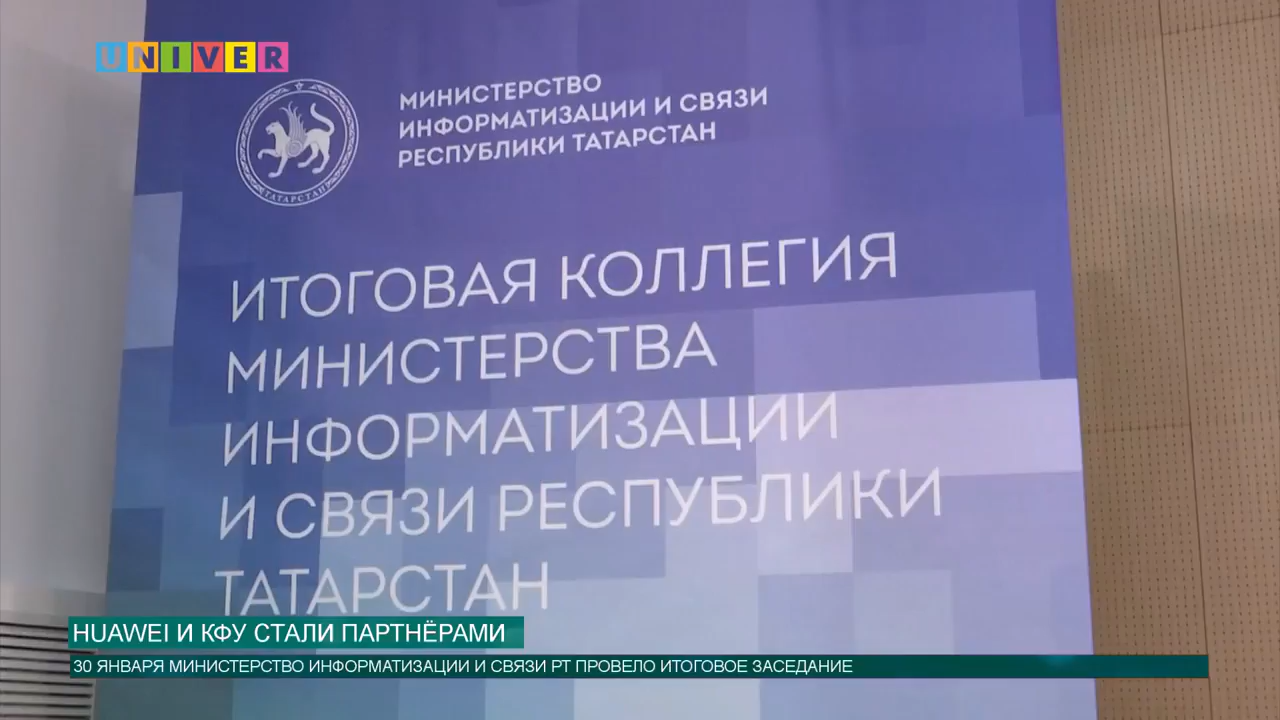 UNIVER
МИНИСТЕРСТВО
ИНФОРМАТИЗАЦИИ И СВЯЗИ
РЕСПУБЛИКИ ТАТАРСТАН
ТАТАРСТАН
ИТОГОВАЯ КОЛЛЕГИЯ
МИНИСТЕРСТВА
ИНФОРМАТИЗАЦИИ
И СВЯЗИ РЕСПУБЛИКИ
ТАТАРСТАН
HUAWEI И КФУ СТАЛИ ПАРТНЁРАМИ
30 ЯНВАРЯ МИНИСТЕРСТВО ИНФОРМАТИЗАЦИИ И СВЯЗИ РТ ПРОВЕЛО ИТОГОВОЕ ЗАСЕДАНИЕ